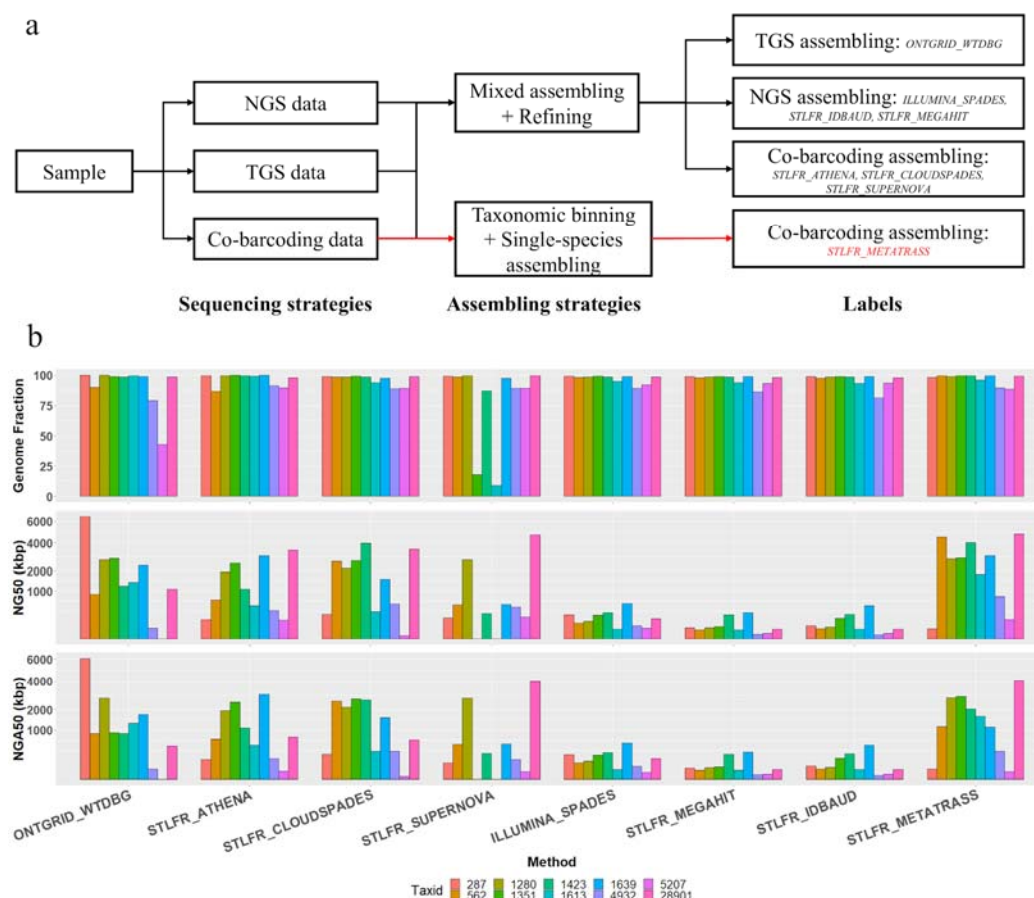 a
Sample
NGS data
TGS data
Co-barcoding data
Sequencing strategies
Mixed assembling
+ Refining
Taxonomic binning
+ Single-species
assembling
Assembling strategies
TGS assembling: ONTGRID_WTDBG
NGS assembling: ILLUMINA_SPADES,
STLFR_IDBAUD, STLFR_MEGAHIT
Co-barcoding assembling:
STLFR_ATHENA, STLFR_CLOUDSPADES,
STLFR_SUPERNOVA
Co-barcoding assembling:
STLFR_METATRASS
Labels
b
Genome Fraction
100
75
50
25
0
NG50 (kbp)
6000
4000
2000
1000
NGA50 (kbp)
6000
4000
2000
1000
ONTGRID_WTDBG
STLFR_ATHENA
STLFR_CLOUDSPADES
STLFR_SUPERNOVA
ILLUMINA_SPADES
STLFR_MEGAHIT
STLFR_IDBAUD
STLFR_METATRASS
Method
Taxid
287 1280 1423 1639 5207
562 1351 1613 4932 28901